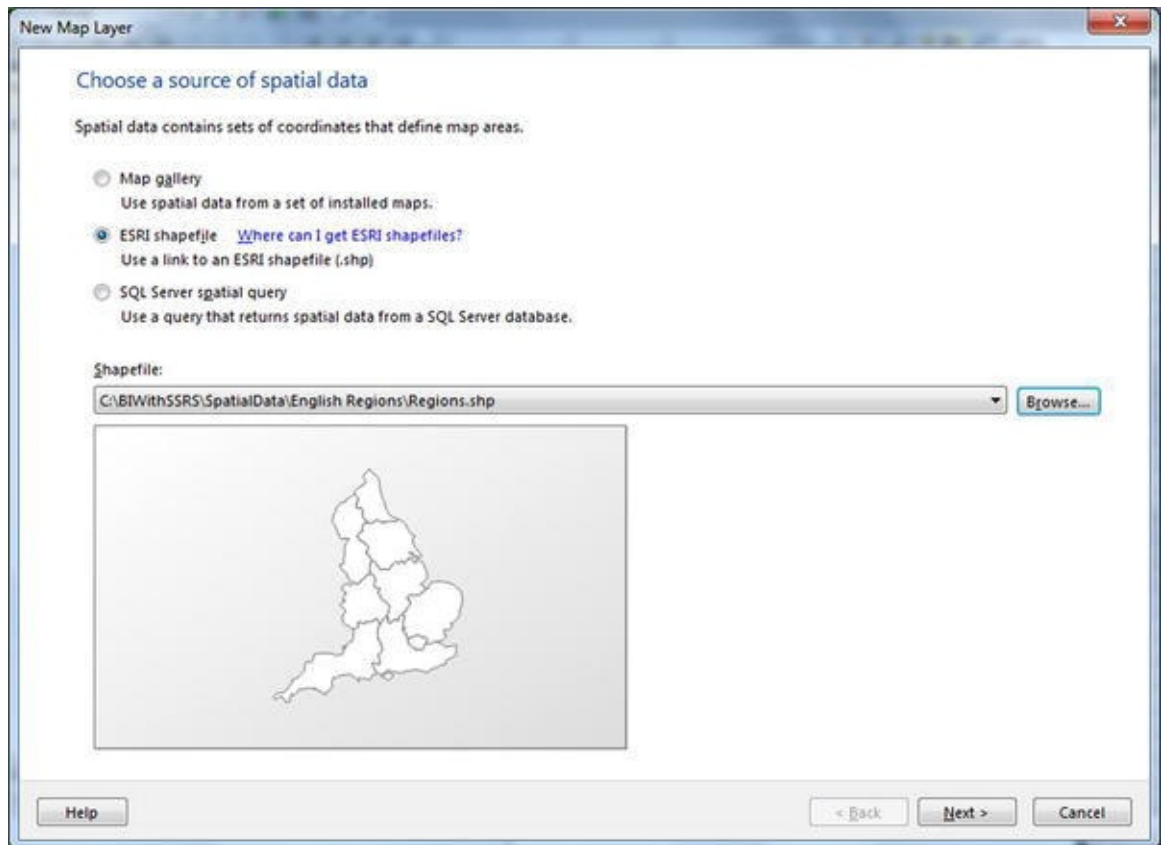 New Map Layer
Choose a source of spatial data
Spatial data contains sets of coordinates that define map areas.
Map gallery
Use spatial data from a set of installed maps.
ESRI shapefile Where can I get ESRI shapefiles?
Use a link to an ESRI shapefile (.shp)
SQL Server spatial query
Use a query that returns spatial data from a SQL Server database.
Shapefile:
C:\BIWithSSRS\SpatialData\English Regions\Regions.shp
Browse...
Help
< Back
Next >
Cancel